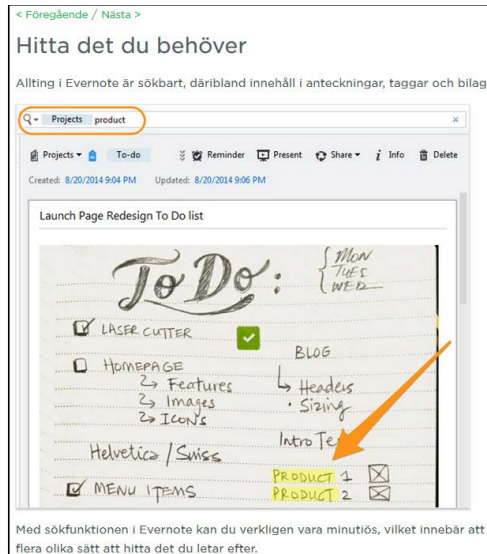 < Föregående / Nästa >
Hitta det du behöver
Allting i Evernote är sökbart, däribland innehåll i anteckningar, taggar och bilag
Projects product
Projects To-do Reminder Present Share Info Delete
Created: 8/20/2014 9:04 PM Updated: 8/20/2014 9:06 PM
Launch Page Redesign To Do list
To Do:
MON
TUES
WED
LASER CUTTER
HOMEPAGE
Features
Images
ICON'S
BLOG
Headers
Sizing
Helvetica / Suiss
Intro
MENU ITEMS
PRODUCT 1
PRODUCT 2
Med sökfunktionen i Evernote kan du verkligen vara minutiös, vilket innebär att
flera olika sätt att hitta det du letar efter.